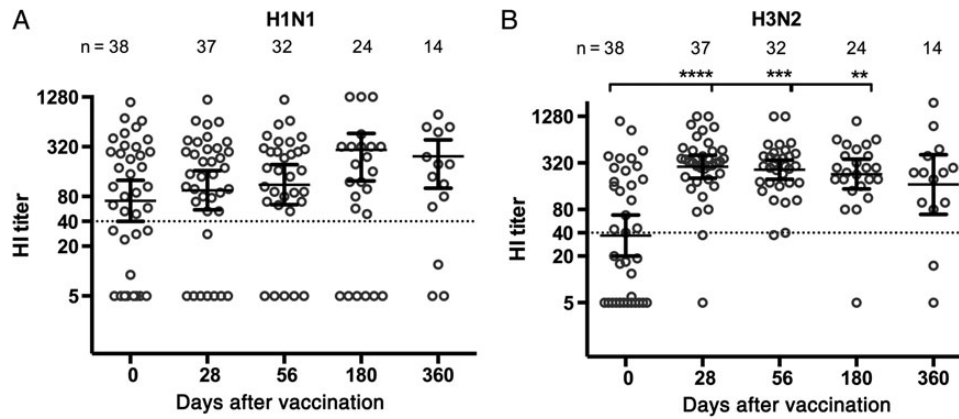 A
H1N1
n = 38 37 32 24 14
HI titer
1280
320
80
40
20
5
0 28 56 180 360
Days after vaccination
B
H3N2
n = 38 37 32 24 14
**** *** **
HI titer
1280
320
80
40
20
5
0 28 56 180 360
Days after vaccination